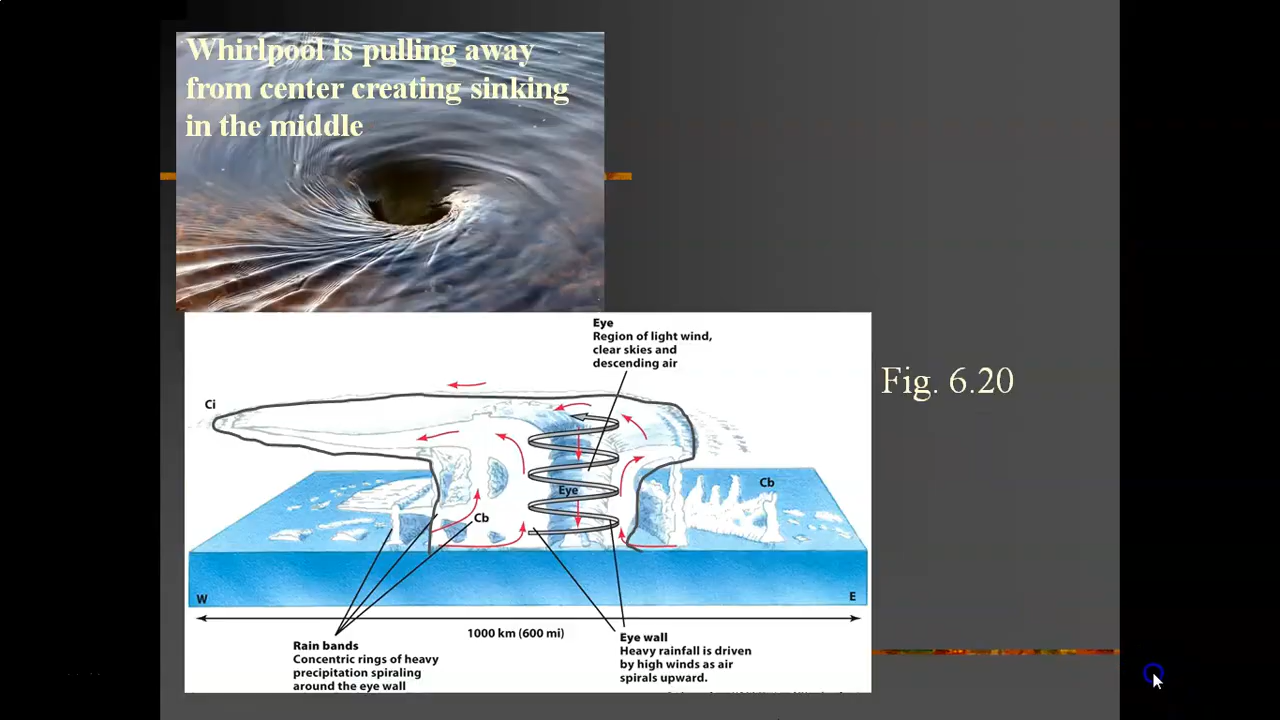 Whirlpool is pulling away
from center creating sinking
in the middle
Eye
Region of light wind,
clear skies and
descending air
Fig. 6.20
Ci
Cb
Eye
Cb
W
E
1000 km (600 mi)
Rain bands
Concentric rings of heavy
precipitation spiraling
around the eye wall
Eye wall
Heavy rainfall is driven
by high winds as air
spirals upward.